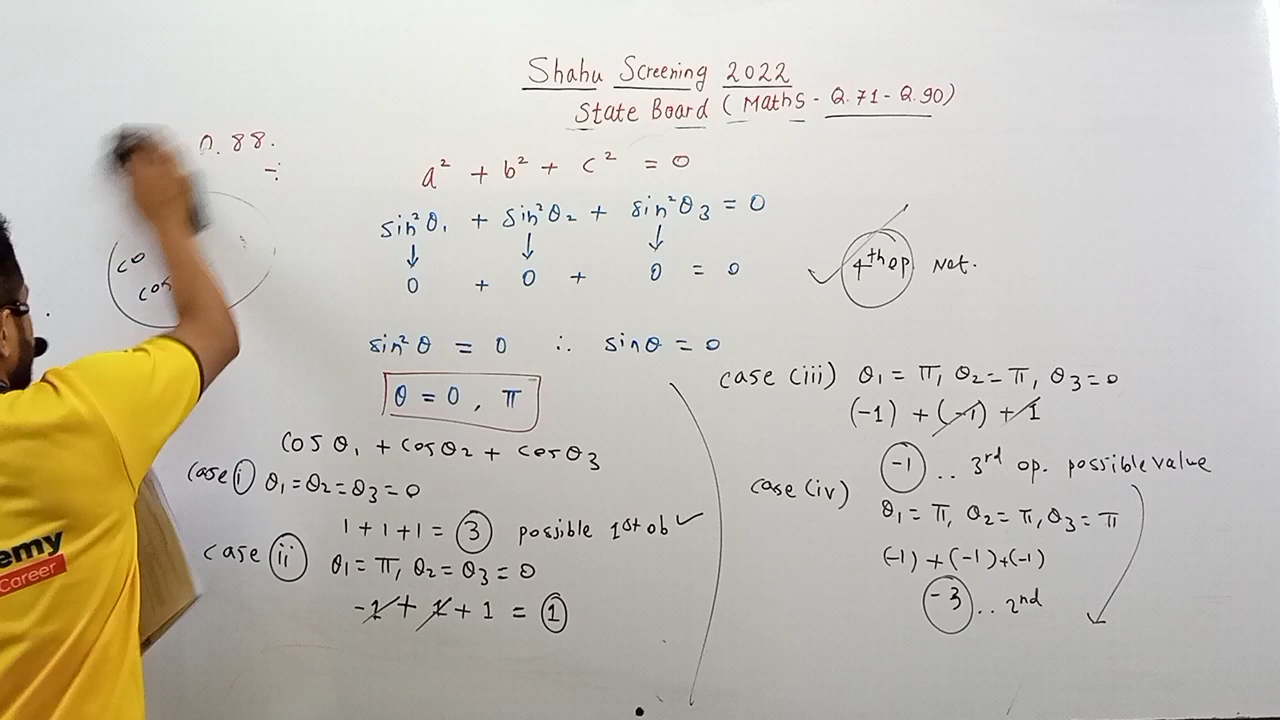 Shahu Screening 2022
State Board (Maths - Q.71 - Q.90)
Q. 88.
÷
a² + b² + c² = 0
sin²θ₁ + sin²θ₂ + sin²θ₃ = 0
↓ ↓ ↓
0 + 0 + 0 = 0
✓ 4th op Not.
co
cos
sin²θ = 0 ∴ sinθ = 0
θ = 0, π
cosθ₁ + cosθ₂ + cosθ₃
case (i) θ₁ = θ₂ = θ₃ = 0
1 + 1 + 1 = 3 possible 1st ob ✓
case (ii) θ₁ = π, θ₂ = θ₃ = 0
-1 + 1 + 1 = 1
case (iii) θ₁ = π, θ₂ = π, θ₃ = 0
(-1) + (-1) + 1
-1 .. 3rd op. possible value
case (iv)
θ₁ = π, θ₂ = π, θ₃ = π
(-1) + (-1) + (-1)
-3 .. 2nd
emy
Career